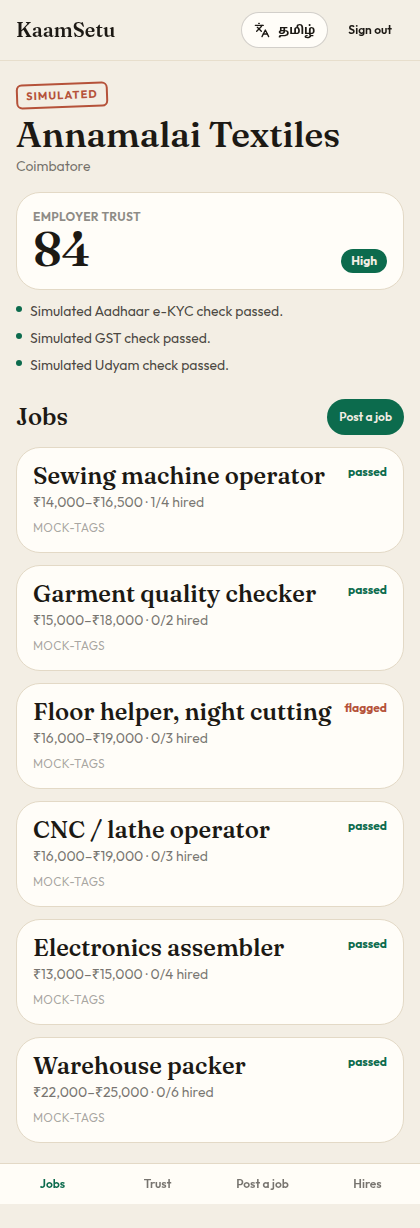 KaamSetu
தமிழ்
Sign out
SIMULATED
Annamalai Textiles
Coimbatore
EMPLOYER TRUST
84
High
Simulated Aadhaar e-KYC check passed.
Simulated GST check passed.
Simulated Udyam check passed.
Jobs
Post a job
Sewing machine operator
passed
₹14,000–₹16,500 · 1/4 hired
MOCK-TAGS
Garment quality checker
passed
₹15,000–₹18,000 · 0/2 hired
MOCK-TAGS
Floor helper, night cutting
flagged
₹16,000–₹19,000 · 0/3 hired
MOCK-TAGS
CNC / lathe operator
passed
₹16,000–₹19,000 · 0/3 hired
MOCK-TAGS
Electronics assembler
passed
₹13,000–₹15,000 · 0/4 hired
MOCK-TAGS
Warehouse packer
passed
₹22,000–₹25,000 · 0/6 hired
MOCK-TAGS
Jobs
Trust
Post a job
Hires